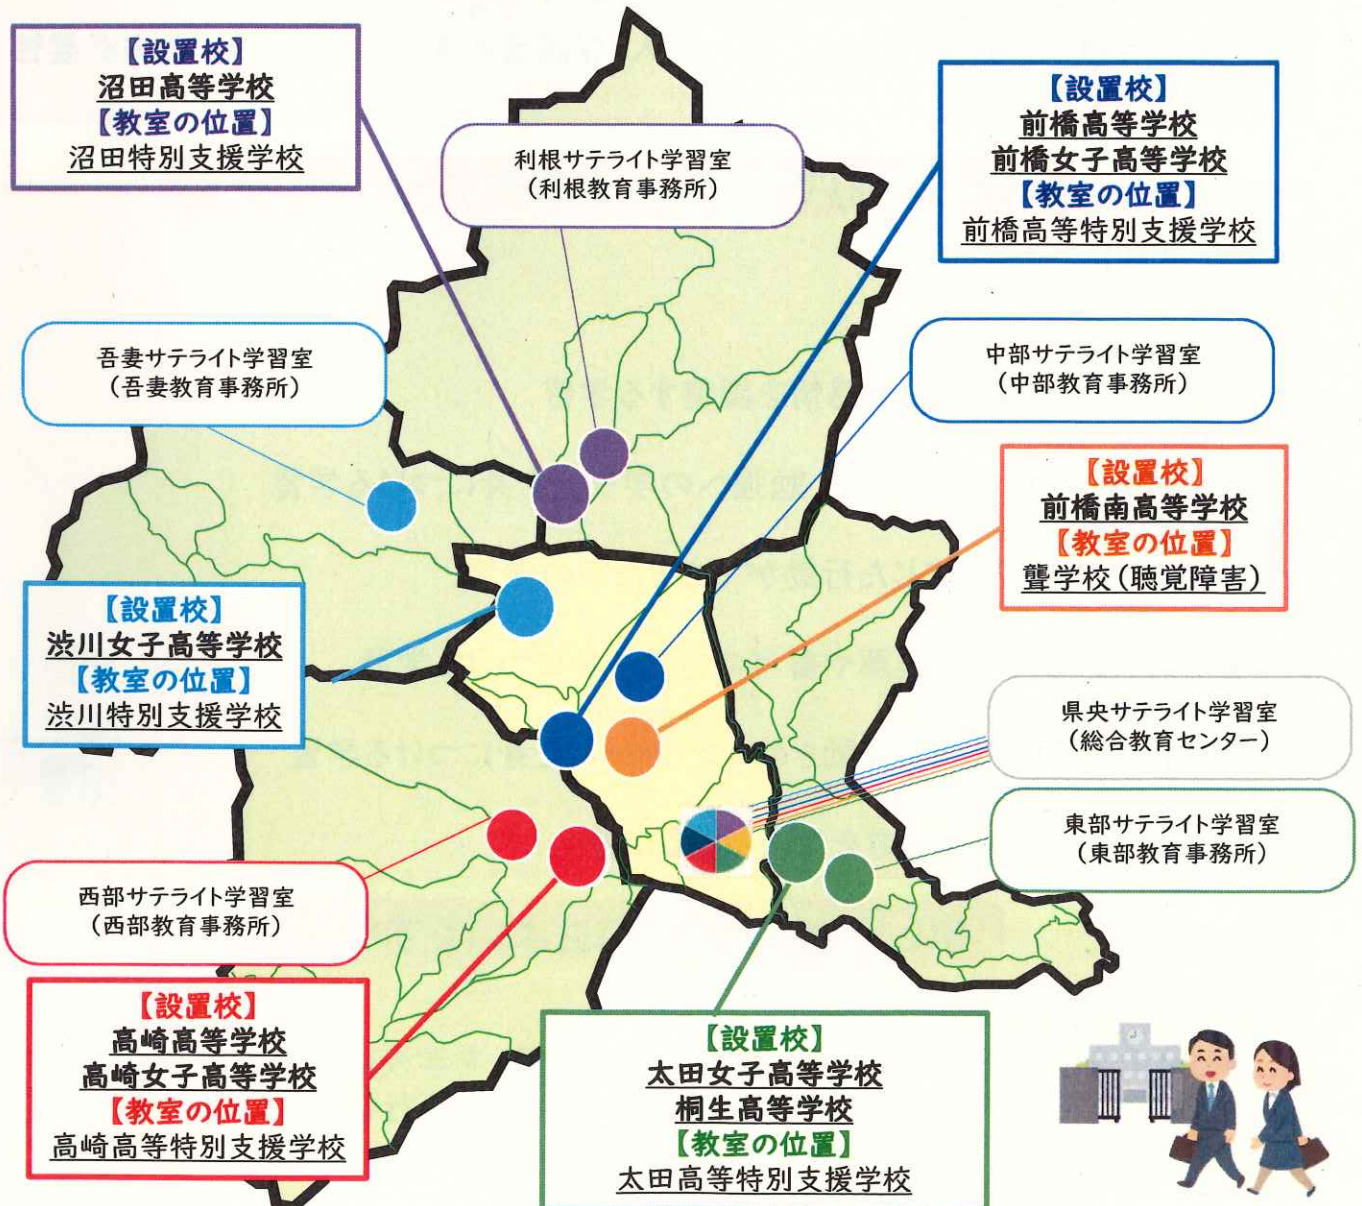 【設置校】
沼田高等学校
【教室の位置】
沼田特別支援学校
利根サテライト学習室
(利根教育事務所)
【設置校】
前橋高等学校
前橋女子高等学校
【教室の位置】
前橋高等特別支援学校
吾妻サテライト学習室
(吾妻教育事務所)
中部サテライト学習室
(中部教育事務所)
【設置校】
前橋南高等学校
【教室の位置】
聾学校(聴覚障害)
【設置校】
渋川女子高等学校
【教室の位置】
渋川特別支援学校
県央サテライト学習室
(総合教育センター)
東部サテライト学習室
(東部教育事務所)
西部サテライト学習室
(西部教育事務所)
【設置校】
高崎高等学校
高崎女子高等学校
【教室の位置】
高崎高等特別支援学校
【設置校】
太田女子高等学校
桐生高等学校
【教室の位置】
太田高等特別支援学校